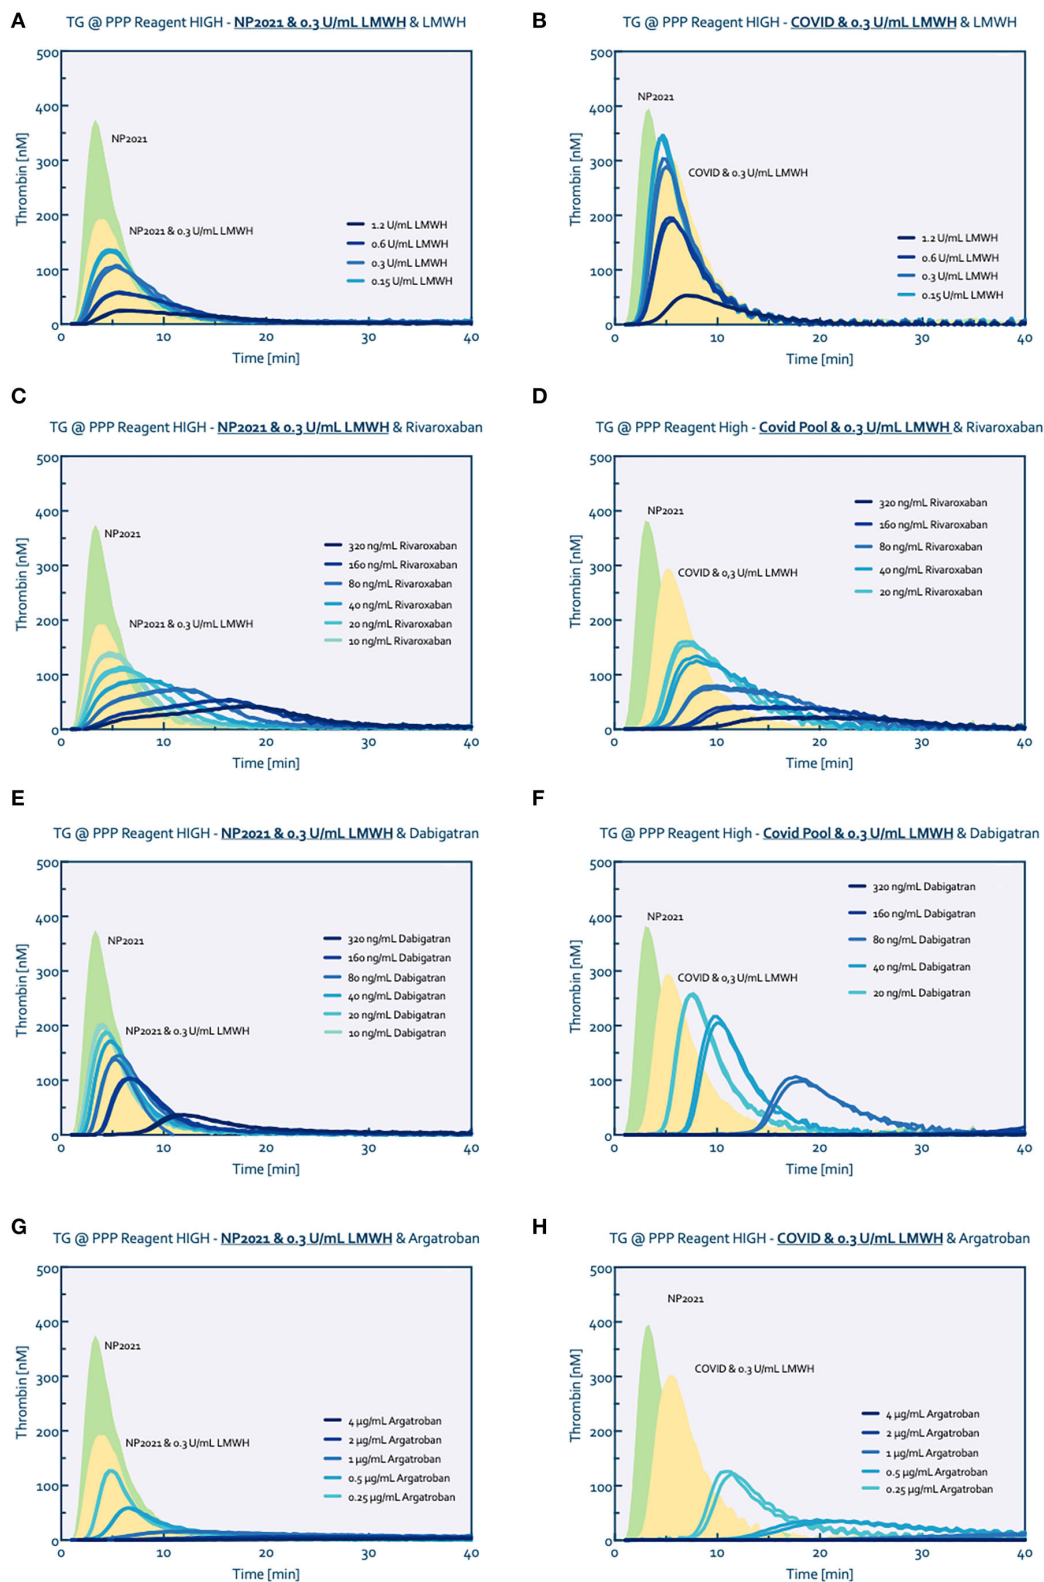 A
TG @ PPP Reagent HIGH - NP2021 & 0.3 U/mL LMWH & LMWH
500
400
300
200
100
0
Thrombin [nM]
NP2021
NP2021 & 0.3 U/mL LMWH
1.2 U/mL LMWH
0.6 U/mL LMWH
0.3 U/mL LMWH
0.15 U/mL LMWH
0 10 20 30 40
Time [min]
B
TG @ PPP Reagent HIGH - COVID & 0.3 U/mL LMWH & LMWH
500
400
300
200
100
0
Thrombin [nM]
NP2021
COVID & 0.3 U/mL LMWH
1.2 U/mL LMWH
0.6 U/mL LMWH
0.3 U/mL LMWH
0.15 U/mL LMWH
0 10 20 30 40
Time [min]
C
TG @ PPP Reagent HIGH - NP2021 & 0.3 U/mL LMWH & Rivaroxaban
500
400
300
200
100
0
Thrombin [nM]
NP2021
NP2021 & 0.3 U/mL LMWH
320 ng/mL Rivaroxaban
160 ng/mL Rivaroxaban
80 ng/mL Rivaroxaban
40 ng/mL Rivaroxaban
20 ng/mL Rivaroxaban
10 ng/mL Rivaroxaban
0 10 20 30 40
Time [min]
D
TG @ PPP Reagent High - Covid Pool & 0.3 U/mL LMWH & Rivaroxaban
500
400
300
200
100
0
Thrombin [nM]
NP2021
COVID & 0,3 U/mL LMWH
320 ng/mL Rivaroxaban
160 ng/mL Rivaroxaban
80 ng/mL Rivaroxaban
40 ng/mL Rivaroxaban
20 ng/mL Rivaroxaban
0 10 20 30 40
Time [min]
E
TG @ PPP Reagent HIGH - NP2021 & 0.3 U/mL LMWH & Dabigatran
500
400
300
200
100
0
Thrombin [nM]
NP2021
NP2021 & 0.3 U/mL LMWH
320 ng/mL Dabigatran
160 ng/mL Dabigatran
80 ng/mL Dabigatran
40 ng/mL Dabigatran
20 ng/mL Dabigatran
10 ng/mL Dabigatran
0 10 20 30 40
Time [min]
F
TG @ PPP Reagent High - Covid Pool & 0.3 U/mL LMWH & Dabigatran
500
400
300
200
100
0
Thrombin [nM]
NP2021
COVID & 0,3 U/mL LMWH
320 ng/mL Dabigatran
160 ng/mL Dabigatran
80 ng/mL Dabigatran
40 ng/mL Dabigatran
20 ng/mL Dabigatran
0 10 20 30 40
Time [min]
G
TG @ PPP Reagent HIGH - NP2021 & 0.3 U/mL LMWH & Argatroban
500
400
300
200
100
0
Thrombin [nM]
NP2021
NP2021 & 0.3 U/mL LMWH
4 µg/mL Argatroban
2 µg/mL Argatroban
1 µg/mL Argatroban
0.5 µg/mL Argatroban
0.25 µg/mL Argatroban
0 10 20 30 40
Time [min]
H
TG @ PPP Reagent HIGH - COVID & 0.3 U/mL LMWH & Argatroban
500
400
300
200
100
0
Thrombin [nM]
NP2021
COVID & 0.3 U/mL LMWH
4 µg/mL Argatroban
2 µg/mL Argatroban
1 µg/mL Argatroban
0.5 µg/mL Argatroban
0.25 µg/mL Argatroban
0 10 20 30 40
Time [min]